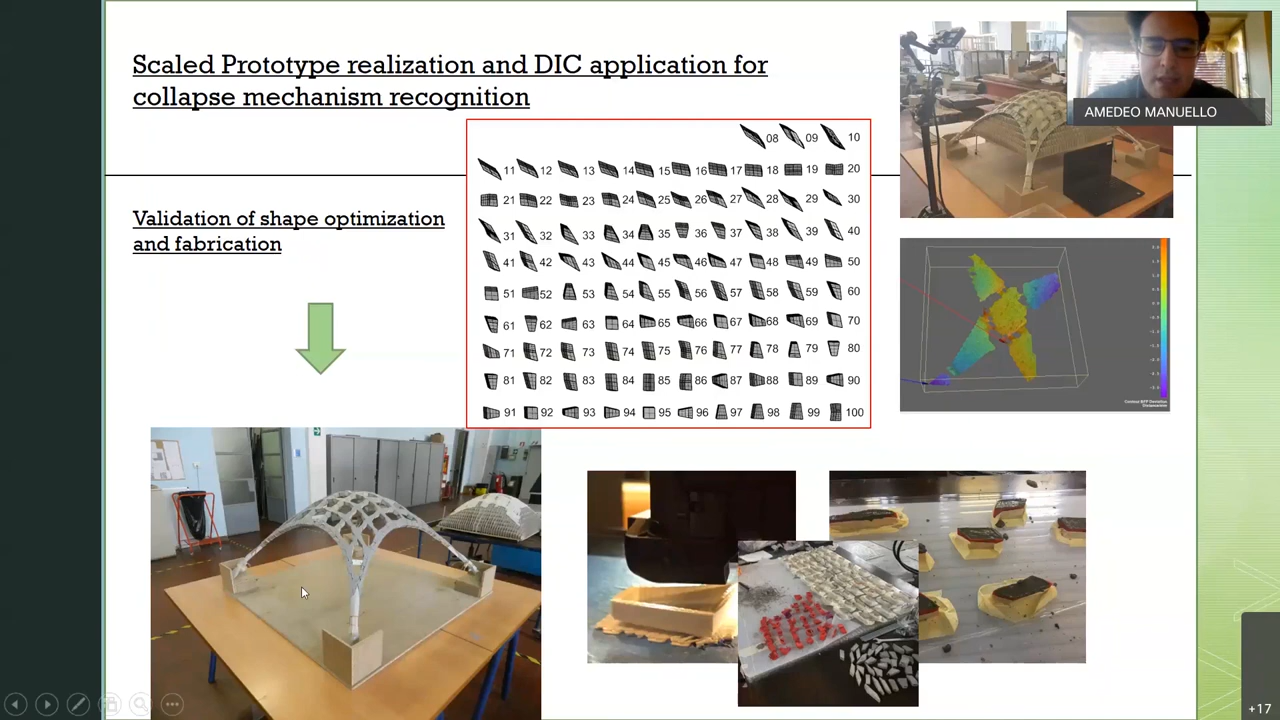 Scaled Prototype realization and DIC application for
collapse mechanism recognition
AMEDEO MANUELLO
08 09 10
11 12 13 14 15 16 17 18 19 20
Validation of shape optimization
and fabrication
21 22 23 24 25 26 27 28 29 30
31 32 33 34 35 36 37 38 39 40
41 42 43 44 45 46 47 48 49 50
51 52 53 54 55 56 57 58 59 60
61 62 63 64 65 66 67 68 69 70
71 72 73 74 75 76 77 78 79 80
81 82 83 84 85 86 87 88 89 90
91 92 93 94 95 96 97 98 99 100
+17